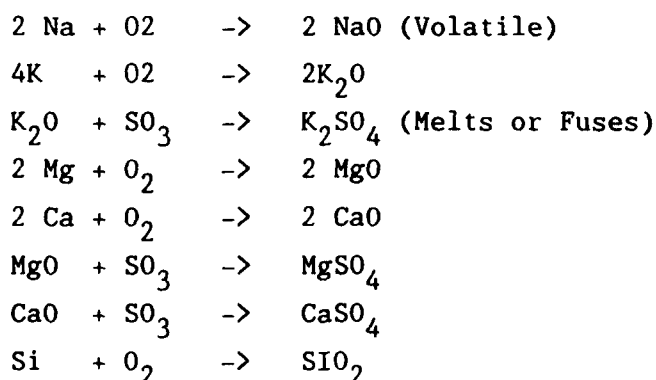 2 Na + O2 -> 2 NaO (Volatile)
4K + O2 -> 2K₂O
K₂O + SO₃ -> K₂SO₄ (Melts or Fuses)
2 Mg + O₂ -> 2 MgO
2 Ca + O₂ -> 2 CaO
MgO + SO₃ -> MgSO₄
CaO + SO₃ -> CaSO₄
Si + O₂ -> SIO₂